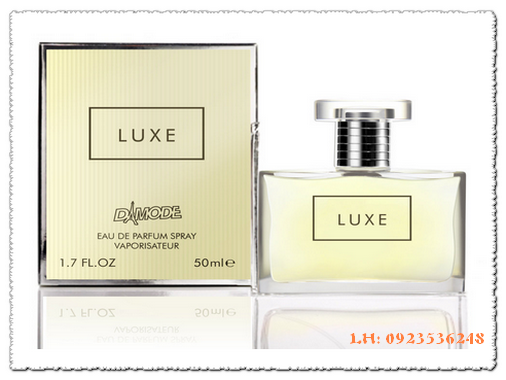 LUXE
DAMODE
EAU DE PARFUM SPRAY
VAPORISATEUR
1.7 FL.OZ 50ml℮
LUXE
LH: 0923536248